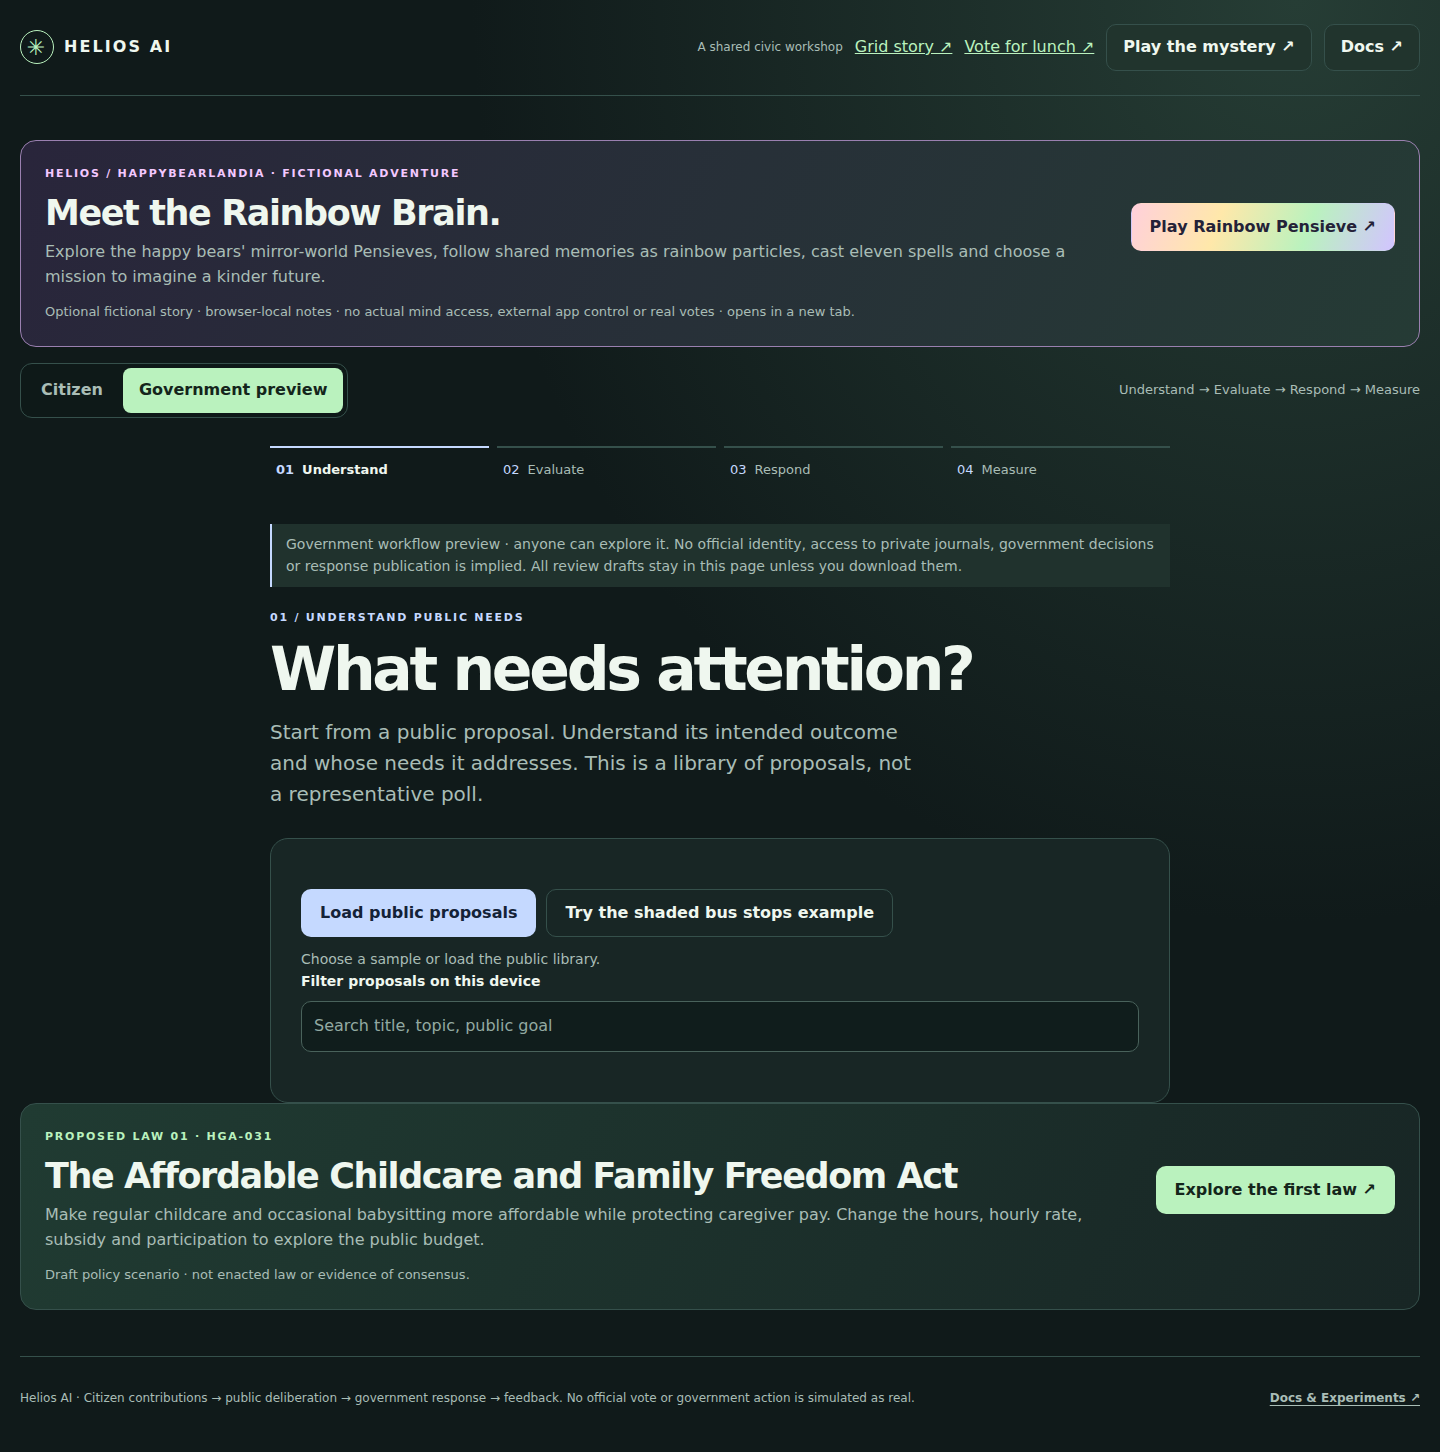 HELIOS AI
A shared civic workshop
Grid story ↗
Vote for lunch ↗
Play the mystery ↗
Docs ↗
HELIOS / HAPPYBEARLANDIA · FICTIONAL ADVENTURE
Meet the Rainbow Brain.
Explore the happy bears' mirror-world Pensieves, follow shared memories as rainbow particles, cast eleven spells and choose a
mission to imagine a kinder future.
Optional fictional story · browser-local notes · no actual mind access, external app control or real votes · opens in a new tab.
Play Rainbow Pensieve ↗
Citizen
Government preview
Understand → Evaluate → Respond → Measure
01 Understand
02 Evaluate
03 Respond
04 Measure
Government workflow preview · anyone can explore it. No official identity, access to private journals, government decisions
or response publication is implied. All review drafts stay in this page unless you download them.
01 / UNDERSTAND PUBLIC NEEDS
What needs attention?
Start from a public proposal. Understand its intended outcome
and whose needs it addresses. This is a library of proposals, not
a representative poll.
Load public proposals
Try the shaded bus stops example
Choose a sample or load the public library.
Filter proposals on this device
Search title, topic, public goal
PROPOSED LAW 01 · HGA-031
The Affordable Childcare and Family Freedom Act
Make regular childcare and occasional babysitting more affordable while protecting caregiver pay. Change the hours, hourly rate,
subsidy and participation to explore the public budget.
Draft policy scenario · not enacted law or evidence of consensus.
Explore the first law ↗
Helios AI · Citizen contributions → public deliberation → government response → feedback. No official vote or government action is simulated as real.
Docs & Experiments ↗